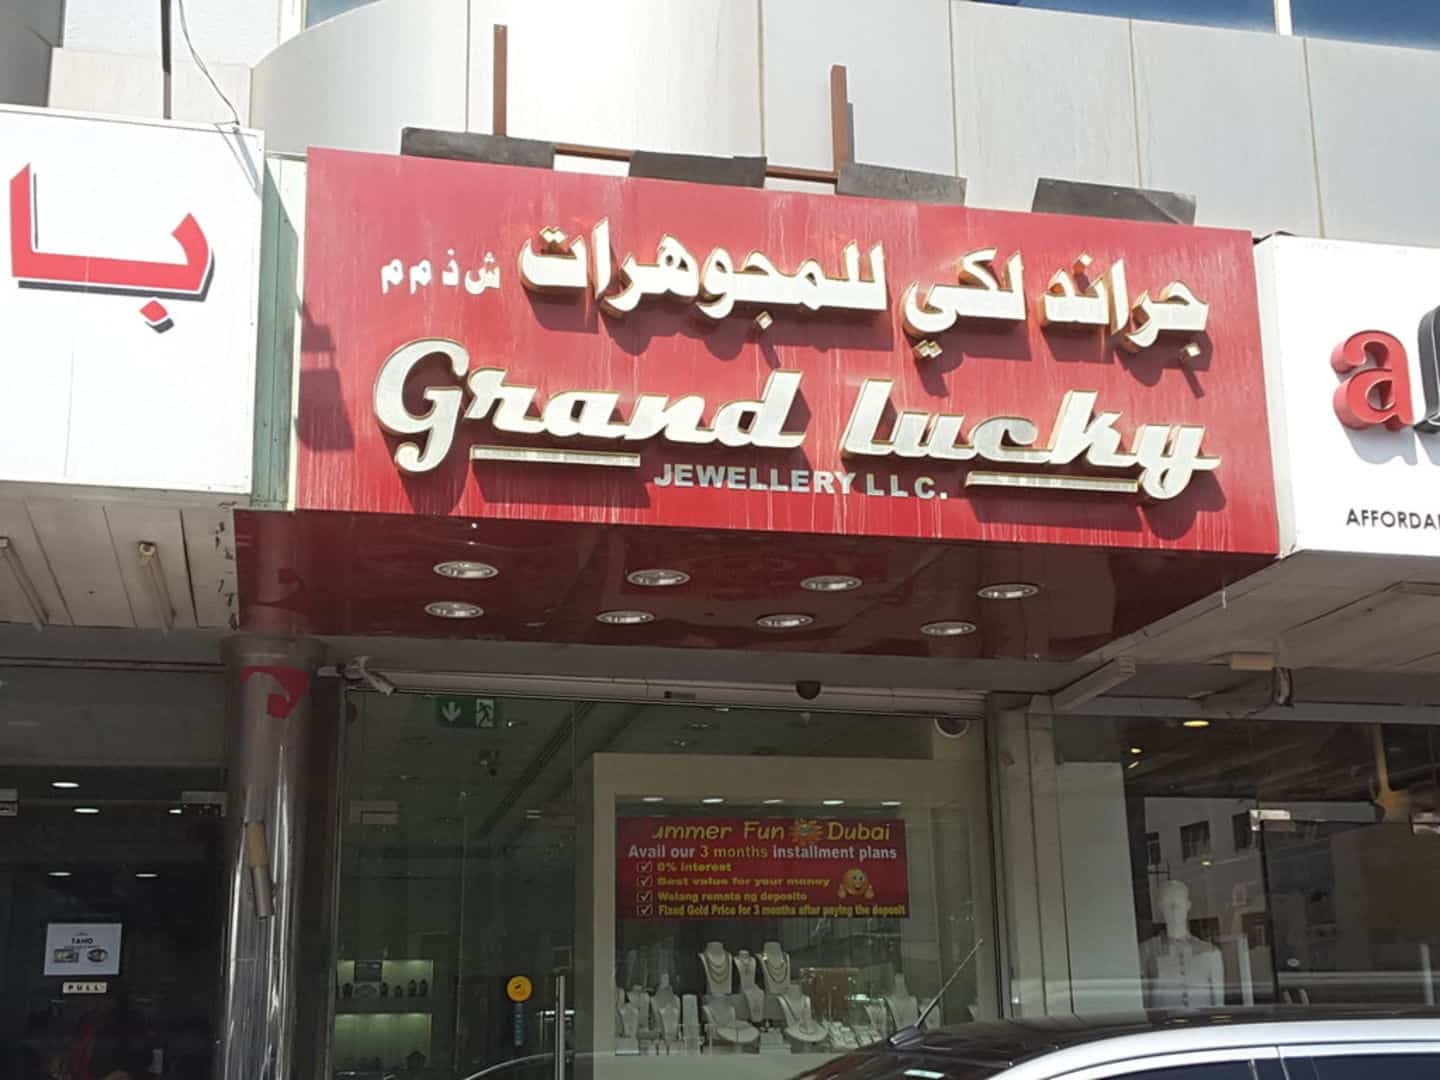 جراند لكي للمجوهرات ش ذ م م
Grand lucky
JEWELLERY LLC.
با
AFFORDA
ummer Fun Dubai
Avail our 3 months installment plans
0% interest
Best value for your money
Walang remata ng deposito
Fixed Gold Price for 3 months after paying the deposit
PULL